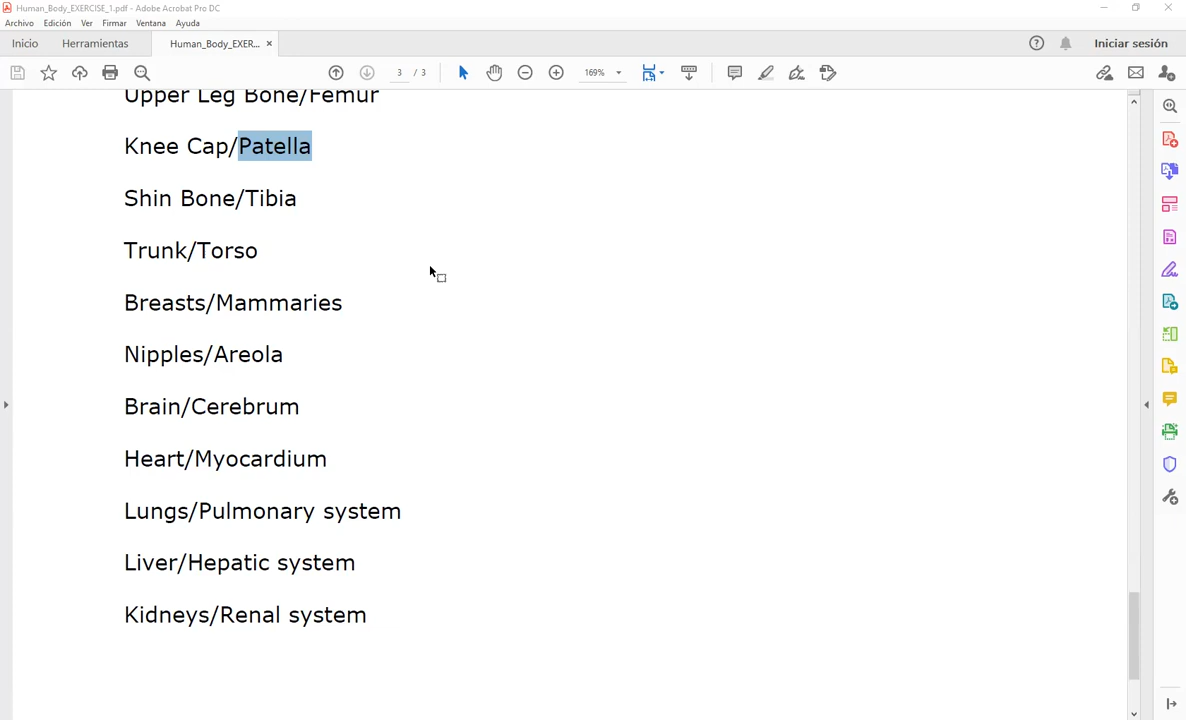 Human_Body_EXERCISE_1.pdf - Adobe Acrobat Pro DC
Archivo Edición Ver Firmar Ventana Ayuda
Inicio Herramientas Human_Body_EXER... × Iniciar sesión
3 / 3 169%
Upper Leg Bone/Femur
Knee Cap/Patella
Shin Bone/Tibia
Trunk/Torso
Breasts/Mammaries
Nipples/Areola
Brain/Cerebrum
Heart/Myocardium
Lungs/Pulmonary system
Liver/Hepatic system
Kidneys/Renal system